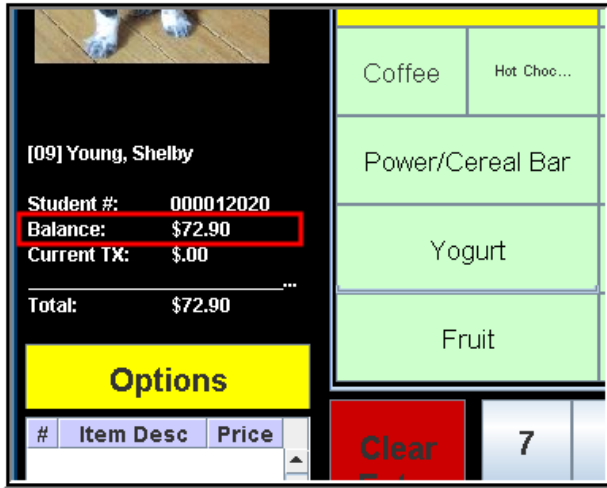 Coffee
Hot Choc...
[09] Young, Shelby
Power/Cereal Bar
Student #: 000012020
Balance: $72.90
Current TX: $.00
...
Yogurt
Total: $72.90
Fruit
Options
# Item Desc Price
Clear
7